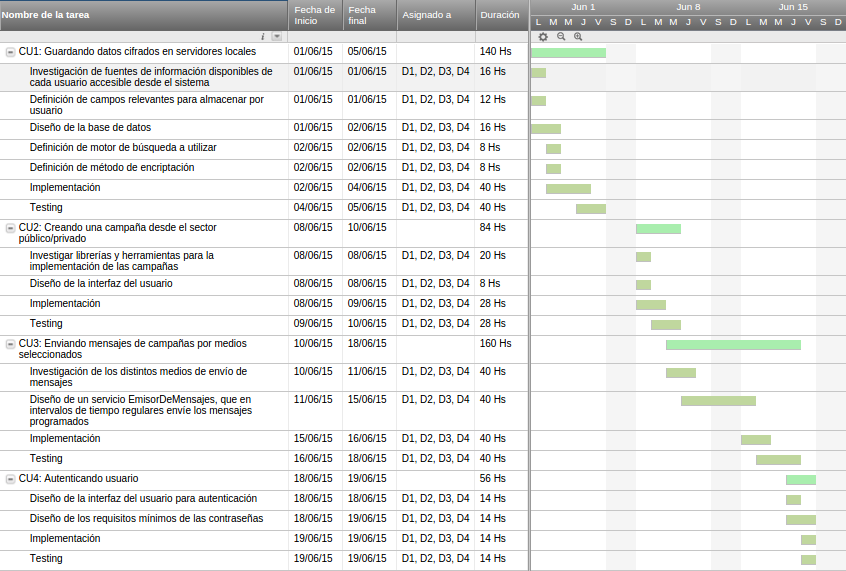 Nombre de la tarea Fecha de Inicio Fecha final Asignado a Duración Jun 1 Jun 8 Jun 15
L M M J V S D L M M J V S D L M M J V S D
CU1: Guardando datos cifrados en servidores locales 01/06/15 05/06/15 140 Hs
Investigación de fuentes de información disponibles de 01/06/15 01/06/15 D1, D2, D3, D4 16 Hs
cada usuario accesible desde el sistema
Definición de campos relevantes para almacenar por 01/06/15 01/06/15 D1, D2, D3, D4 12 Hs
usuario
Diseño de la base de datos 01/06/15 02/06/15 D1, D2, D3, D4 16 Hs
Definición de motor de búsqueda a utilizar 02/06/15 02/06/15 D1, D2, D3, D4 8 Hs
Definición de método de encriptación 02/06/15 02/06/15 D1, D2, D3, D4 8 Hs
Implementación 02/06/15 04/06/15 D1, D2, D3, D4 40 Hs
Testing 04/06/15 05/06/15 D1, D2, D3, D4 40 Hs
CU2: Creando una campaña desde el sector 08/06/15 10/06/15 84 Hs
público/privado
Investigar librerías y herramientas para la 08/06/15 08/06/15 D1, D2, D3, D4 20 Hs
implementación de las campañas
Diseño de la interfaz del usuario 08/06/15 08/06/15 D1, D2, D3, D4 8 Hs
Implementación 08/06/15 09/06/15 D1, D2, D3, D4 28 Hs
Testing 09/06/15 10/06/15 D1, D2, D3, D4 28 Hs
CU3: Enviando mensajes de campañas por medios 10/06/15 18/06/15 160 Hs
seleccionados
Investigación de los distintos medios de envío de 10/06/15 11/06/15 D1, D2, D3, D4 40 Hs
mensajes
Diseño de un servicio EmisorDeMensajes, que en 11/06/15 15/06/15 D1, D2, D3, D4 40 Hs
intervalos de tiempo regulares envíe los mensajes
programados
Implementación 15/06/15 16/06/15 D1, D2, D3, D4 40 Hs
Testing 16/06/15 18/06/15 D1, D2, D3, D4 40 Hs
CU4: Autenticando usuario 18/06/15 19/06/15 56 Hs
Diseño de la interfaz del usuario para autenticación 18/06/15 18/06/15 D1, D2, D3, D4 14 Hs
Diseño de los requisitos mínimos de las contraseñas 18/06/15 19/06/15 D1, D2, D3, D4 14 Hs
Implementación 19/06/15 19/06/15 D1, D2, D3, D4 14 Hs
Testing 19/06/15 19/06/15 D1, D2, D3, D4 14 Hs